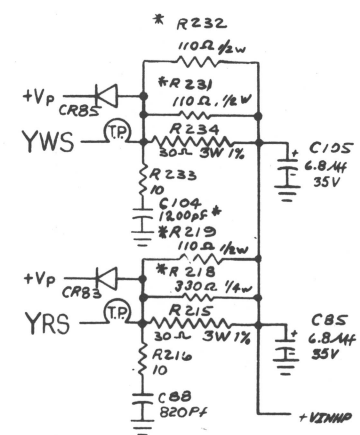 * R232
110Ω ½w
*R231
+Vp
CR85
110Ω, ½w
T.P.
R234
YWS
30Ω 3W 1%
C105
6.8µf
35V
R233
10
C104
1200pf *
*R219
110Ω ½w
+Vp
*R218
CR83
330Ω ¼w
T.P.
R215
YRS
30Ω 3W 1%
C85
6.8µf
35V
R216
10
C88
820Pf
+VINHP